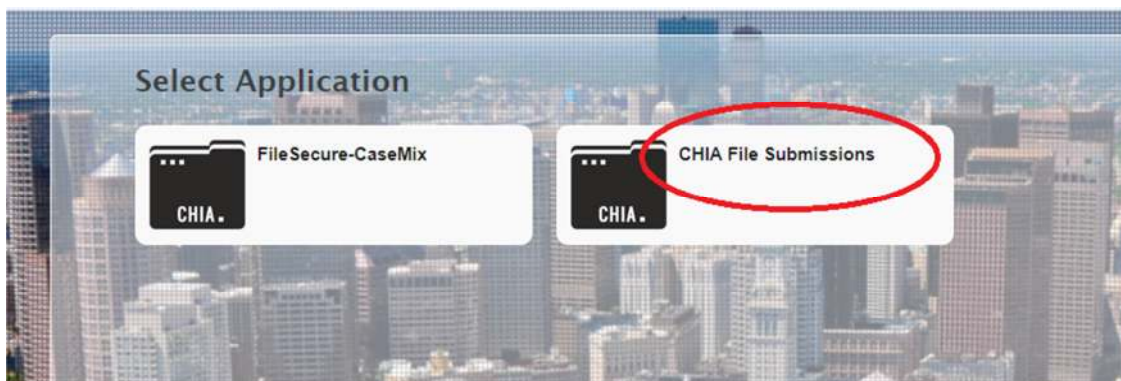 Select Application
FileSecure-CaseMix
CHIA.
CHIA File Submissions
CHIA.